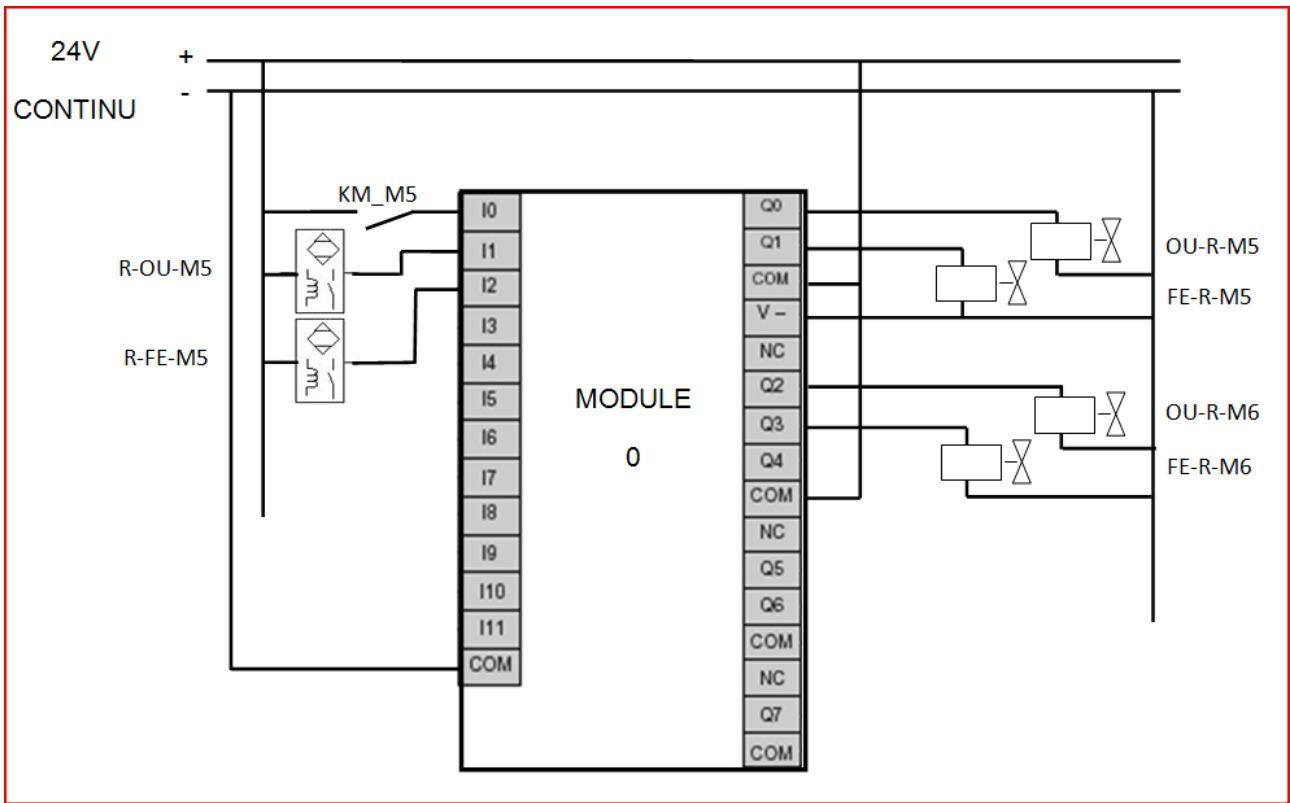 24V
+
-
CONTINU
KM_M5
R-OU-M5
R-FE-M5
I0
I1
I2
I3
I4
I5
I6
I7
I8
I9
I10
I11
COM
MODULE
0
Q0
Q1
COM
V –
NC
Q2
Q3
Q4
COM
NC
Q5
Q6
COM
NC
Q7
COM
OU-R-M5
FE-R-M5
OU-R-M6
FE-R-M6